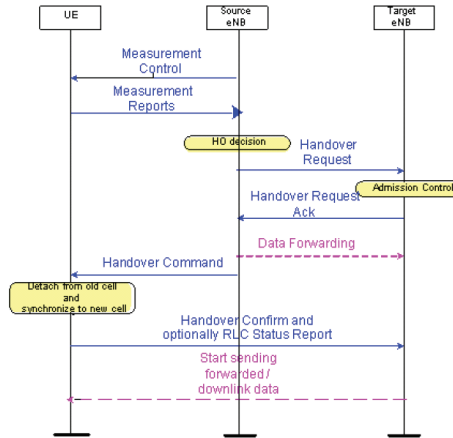 UE
Source
eNB
Target
eNB
Measurement
Control
Measurement
Reports
HO decision
Handover
Request
Admission Control
Handover Request
Ack
Data Forwarding
Handover Command
Detach from old cell
and
synchronize to new cell
Handover Confirm and
optionally RLC Status Report
Start sending
forwarded /
downlink data